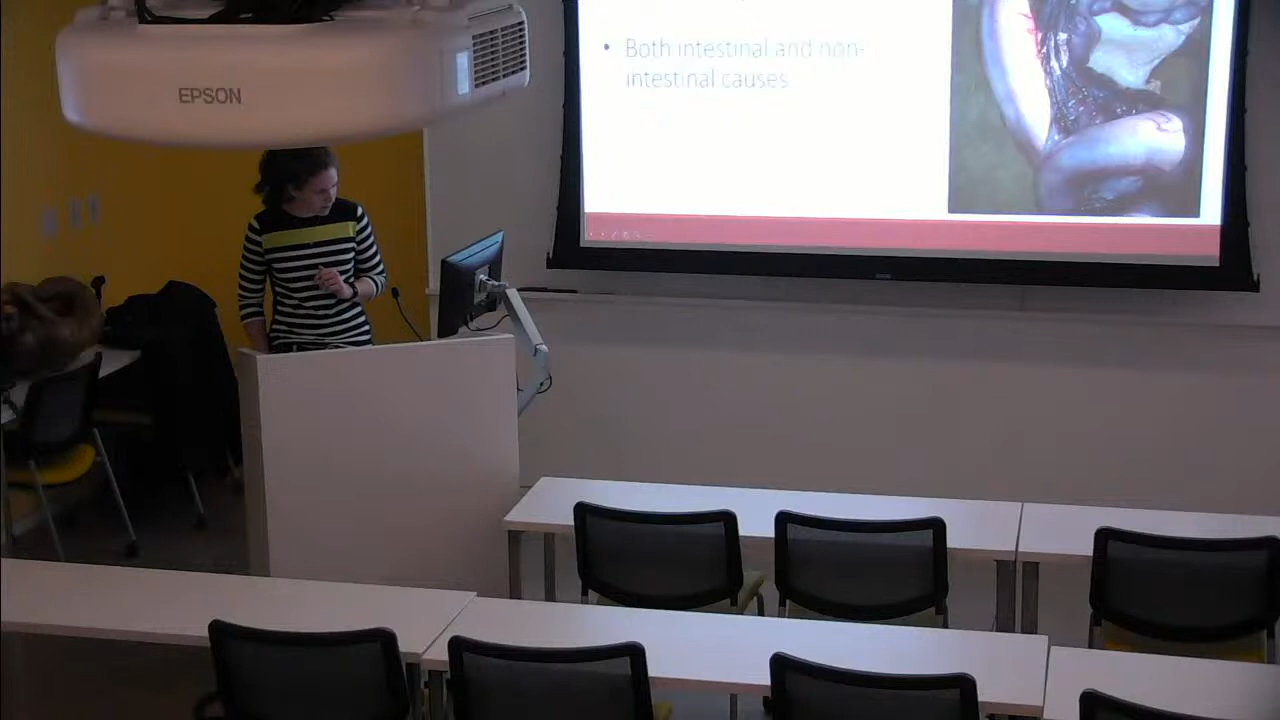 • Both intestinal and non-
intestinal causes
EPSON